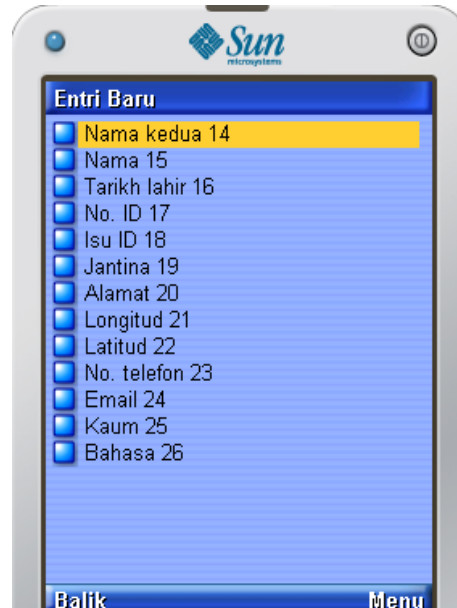 Sun
microsystems
Entri Baru
Nama kedua 14
Nama 15
Tarikh lahir 16
No. ID 17
Isu ID 18
Jantina 19
Alamat 20
Longitud 21
Latitud 22
No. telefon 23
Email 24
Kaum 25
Bahasa 26
Balik Menu